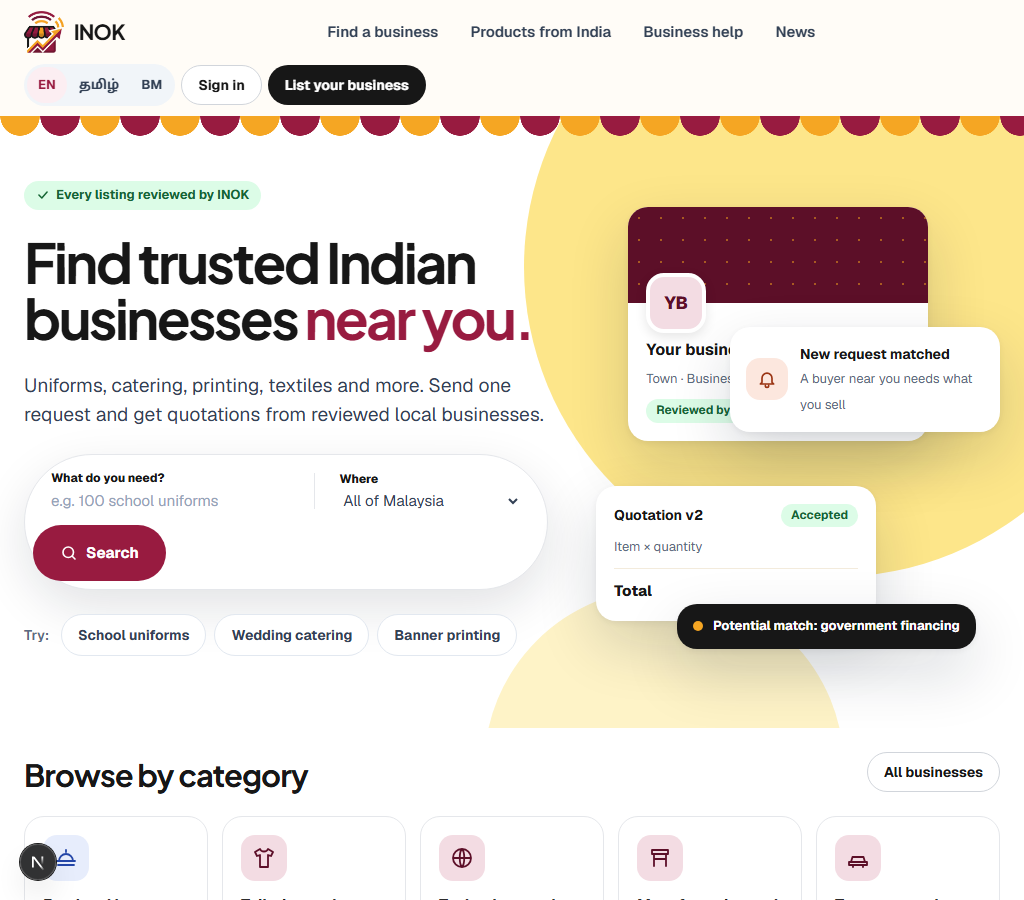 INOK
Find a business
Products from India
Business help
News
EN
தமிழ்
BM
Sign in
List your business
Every listing reviewed by INOK
Find trusted Indian
businesses near you.
Uniforms, catering, printing, textiles and more. Send one
request and get quotations from reviewed local businesses.
What do you need?
e.g. 100 school uniforms
Where
All of Malaysia
Search
Try:
School uniforms
Wedding catering
Banner printing
YB
Your
Town ·
Reviewed by
New request matched
A buyer near you needs what
you sell
Quotation v2
Accepted
Item × quantity
Total
Potential match: government financing
Browse by category
All businesses
N